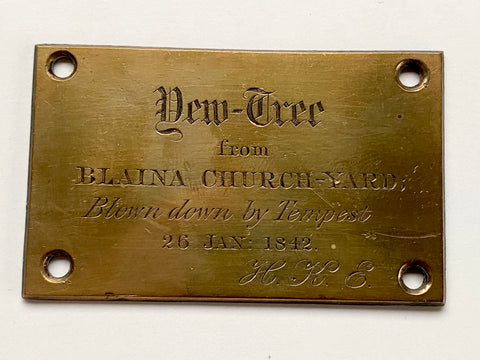 Yew-Tree
from
BLAINA CHURCH-YARD:
Blown down by Tempest
26 JAN: 1842.
H. K. E.